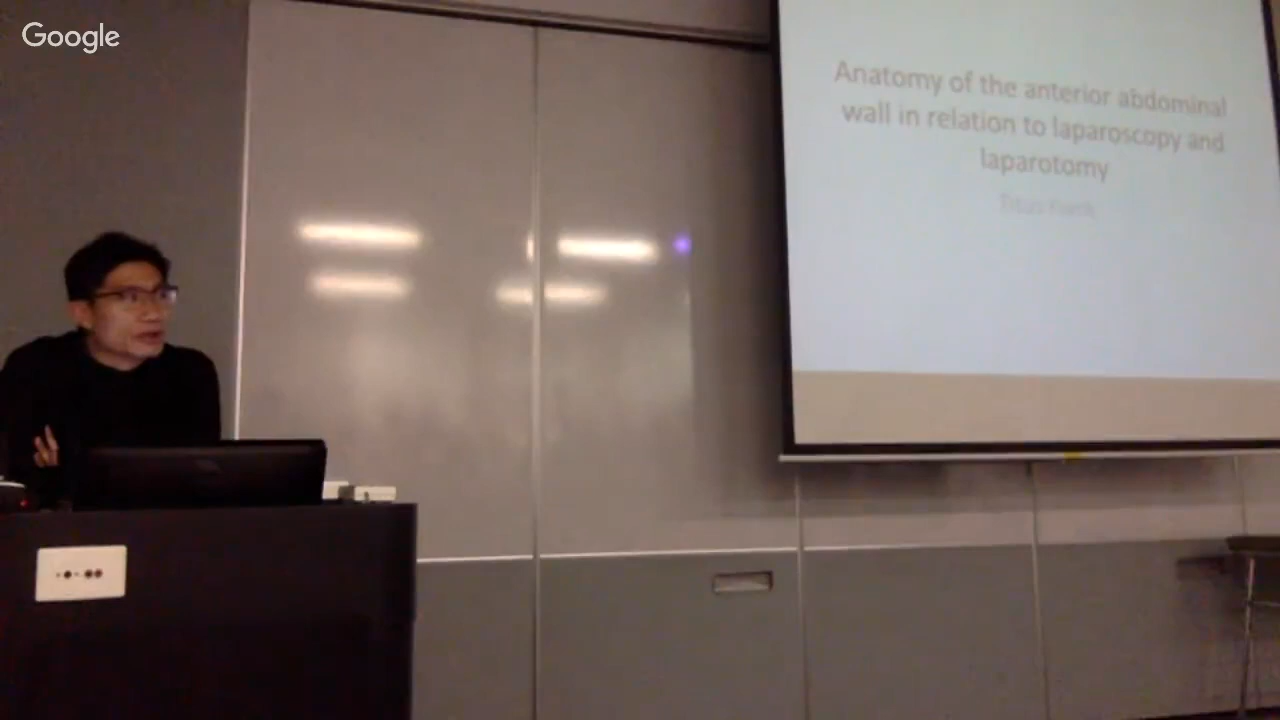 Google
Anatomy of the anterior abdominal
wall in relation to laparoscopy and
laparotomy